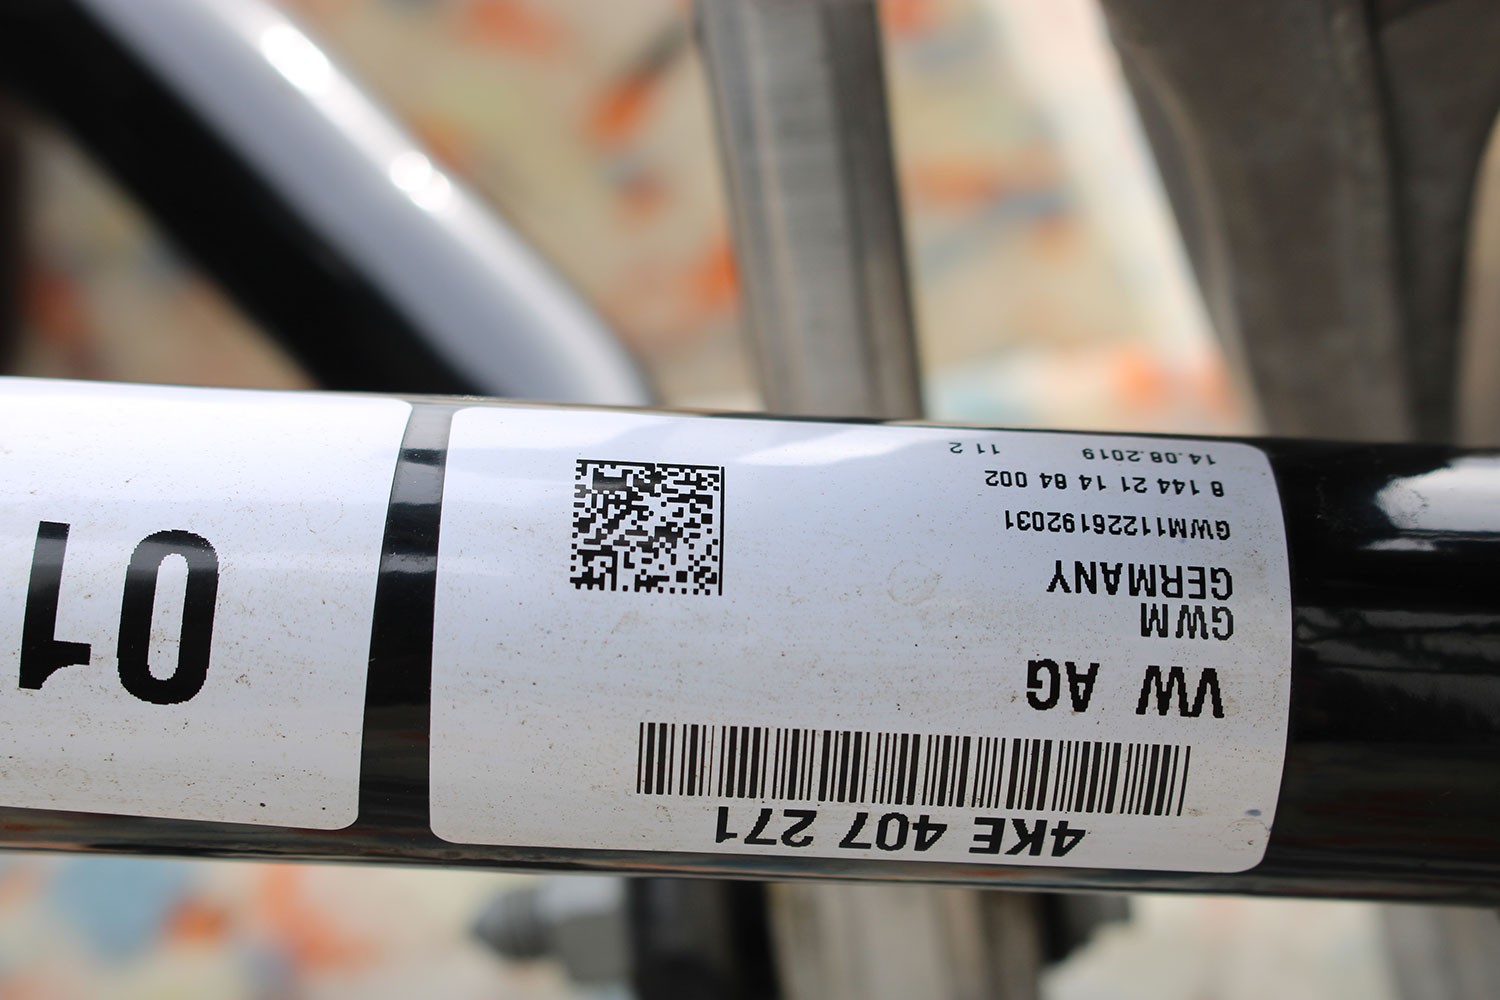 4KE 407 271
VW AG
GWM
GERMANY
GWM11226192031
8 144 21 14 84 002
14.08.2019 11 2
01